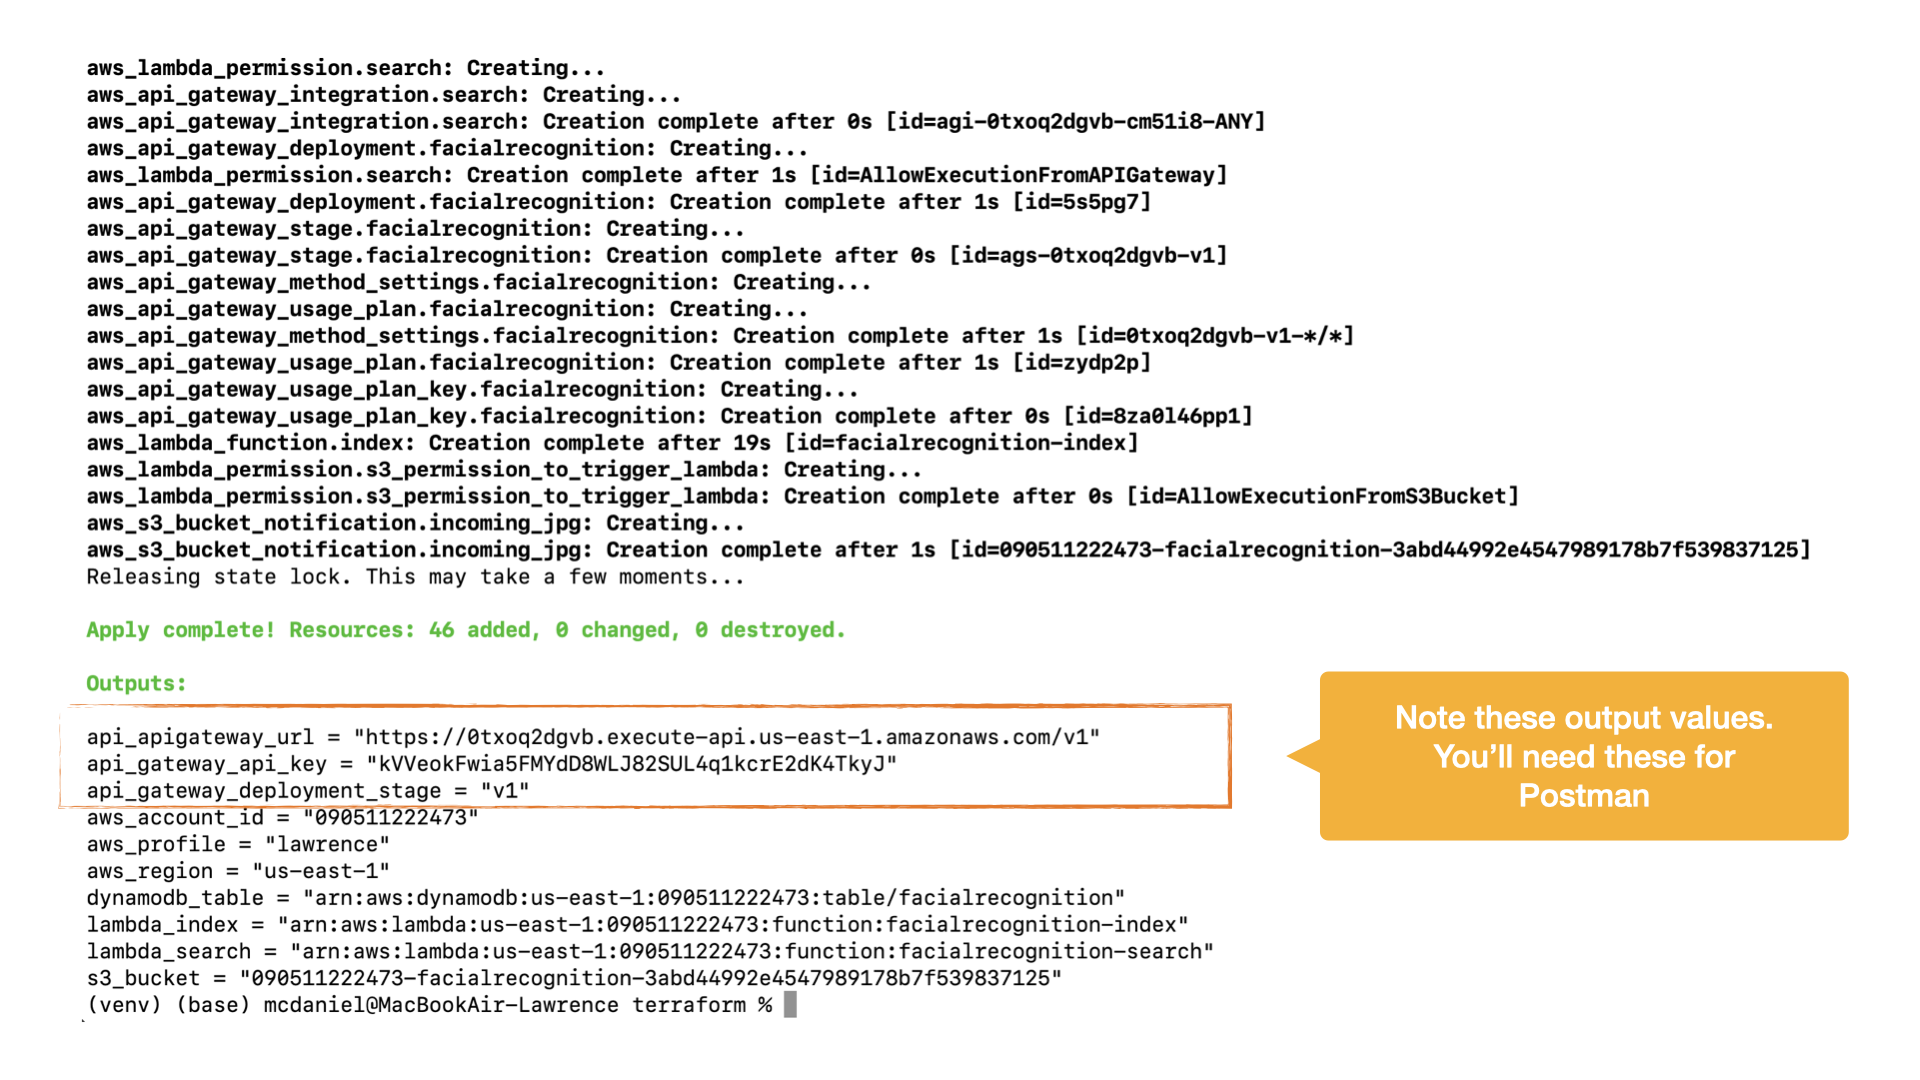 aws_lambda_permission.search: Creating...
aws_api_gateway_integration.search: Creating...
aws_api_gateway_integration.search: Creation complete after 0s [id=agi-0txoq2dgvb-cm51i8-ANY]
aws_api_gateway_deployment.facialrecognition: Creating...
aws_lambda_permission.search: Creation complete after 1s [id=AllowExecutionFromAPIGateway]
aws_api_gateway_deployment.facialrecognition: Creation complete after 1s [id=5s5pg7]
aws_api_gateway_stage.facialrecognition: Creating...
aws_api_gateway_stage.facialrecognition: Creation complete after 0s [id=ags-0txoq2dgvb-v1]
aws_api_gateway_method_settings.facialrecognition: Creating...
aws_api_gateway_usage_plan.facialrecognition: Creating...
aws_api_gateway_method_settings.facialrecognition: Creation complete after 1s [id=0txoq2dgvb-v1-*/*]
aws_api_gateway_usage_plan.facialrecognition: Creation complete after 1s [id=zydp2p]
aws_api_gateway_usage_plan_key.facialrecognition: Creating...
aws_api_gateway_usage_plan_key.facialrecognition: Creation complete after 0s [id=8za0l46pp1]
aws_lambda_function.index: Creation complete after 19s [id=facialrecognition-index]
aws_lambda_permission.s3_permission_to_trigger_lambda: Creating...
aws_lambda_permission.s3_permission_to_trigger_lambda: Creation complete after 0s [id=AllowExecutionFromS3Bucket]
aws_s3_bucket_notification.incoming_jpg: Creating...
aws_s3_bucket_notification.incoming_jpg: Creation complete after 1s [id=090511222473-facialrecognition-3abd44992e4547989178b7f539837125]
Releasing state lock. This may take a few moments...
Apply complete! Resources: 46 added, 0 changed, 0 destroyed.
Outputs:
api_apigateway_url = "https://0txoq2dgvb.execute-api.us-east-1.amazonaws.com/v1"
api_gateway_api_key = "kVVeokFwia5FMYdD8WLJ82SUL4q1kcrE2dK4TkyJ"
api_gateway_deployment_stage = "v1"
aws_account_id = "090511222473"
aws_profile = "lawrence"
aws_region = "us-east-1"
dynamodb_table = "arn:aws:dynamodb:us-east-1:090511222473:table/facialrecognition"
lambda_index = "arn:aws:lambda:us-east-1:090511222473:function:facialrecognition-index"
lambda_search = "arn:aws:lambda:us-east-1:090511222473:function:facialrecognition-search"
s3_bucket = "090511222473-facialrecognition-3abd44992e4547989178b7f539837125"
(venv) (base) mcdaniel@MacBookAir-Lawrence terraform %
Note these output values.
You’ll need these for
Postman